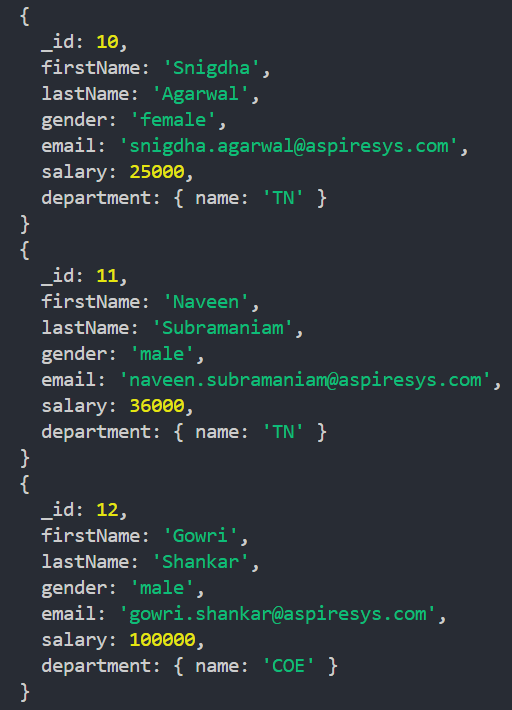 {
_id: 10,
firstName: 'Snigdha',
lastName: 'Agarwal',
gender: 'female',
email: 'snigdha.agarwal@aspiresys.com',
salary: 25000,
department: { name: 'TN' }
}
{
_id: 11,
firstName: 'Naveen',
lastName: 'Subramaniam',
gender: 'male',
email: 'naveen.subramaniam@aspiresys.com',
salary: 36000,
department: { name: 'TN' }
}
{
_id: 12,
firstName: 'Gowri',
lastName: 'Shankar',
gender: 'male',
email: 'gowri.shankar@aspiresys.com',
salary: 100000,
department: { name: 'COE' }
}